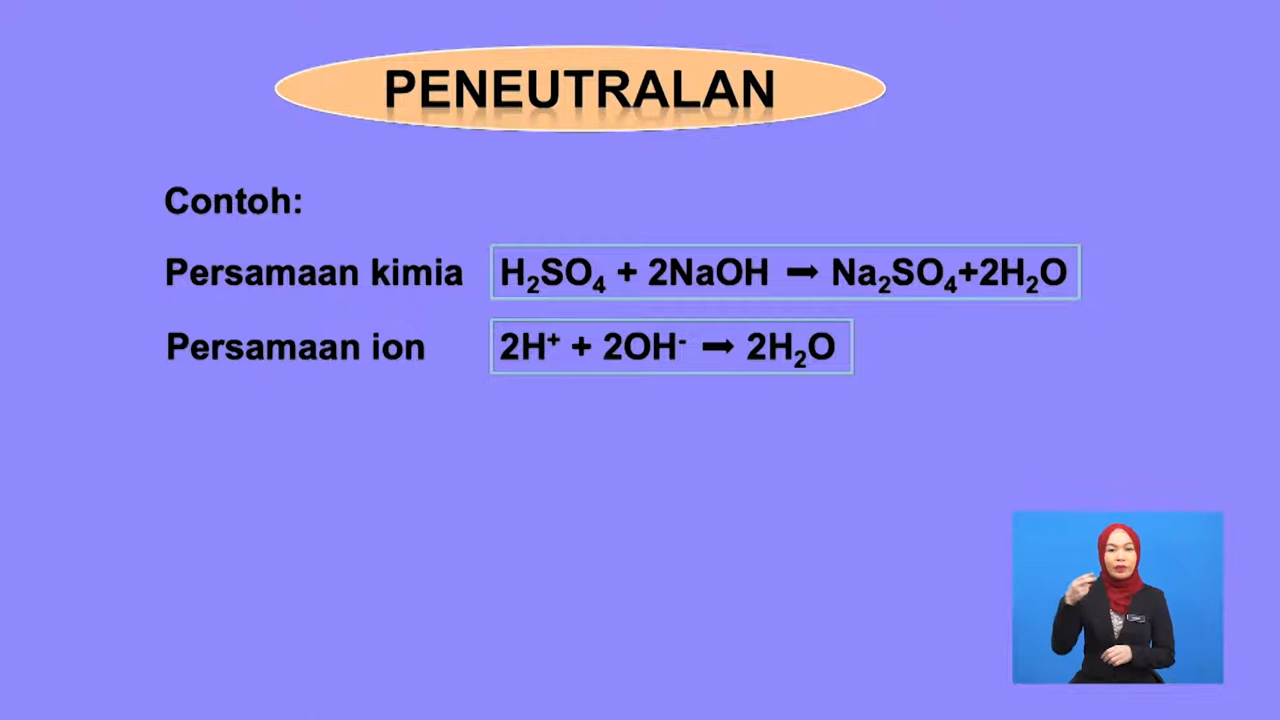 PENEUTRALAN
Contoh:
Persamaan kimia H₂SO₄ + 2NaOH ➡ Na₂SO₄+2H₂O
Persamaan ion 2H⁺ + 2OH⁻ ➡ 2H₂O